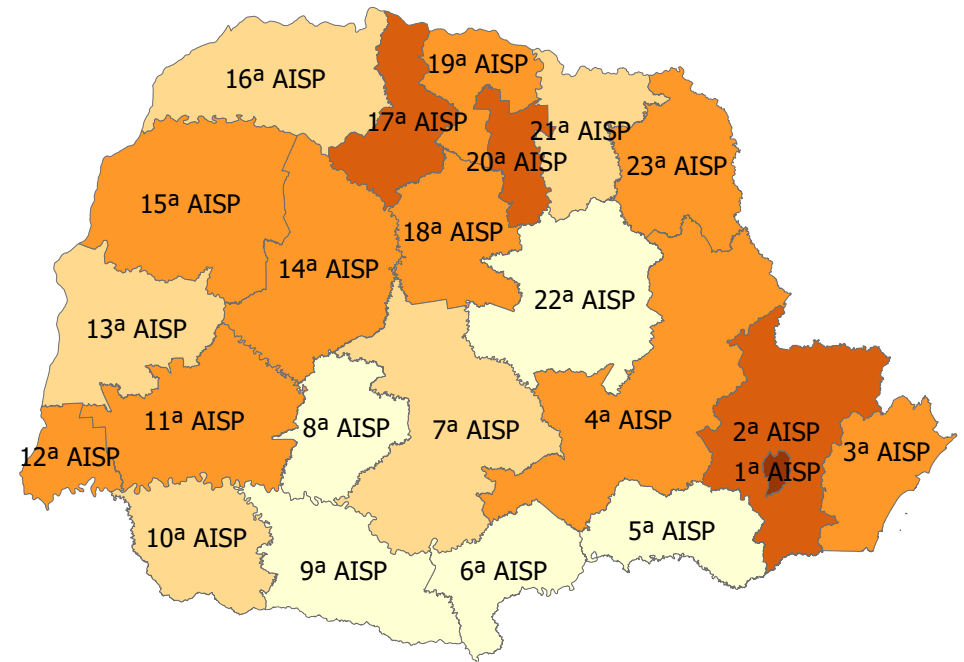 19ª AISP
16ª AISP
17ª AISP
21ª AISP
20ª AISP
23ª AISP
15ª AISP
18ª AISP
14ª AISP
22ª AISP
13ª AISP
11ª AISP
8ª AISP
7ª AISP
4ª AISP
2ª AISP
3ª AISP
12ª AISP
1ª AISP
10ª AISP
5ª AISP
9ª AISP
6ª AISP